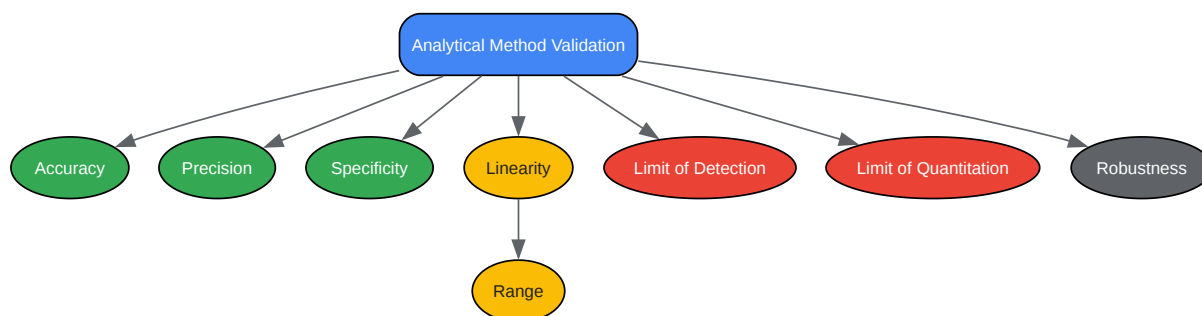 Analytical Method Validation
Accuracy
Precision
Specificity
Linearity
Limit of Detection
Limit of Quantitation
Robustness
Range